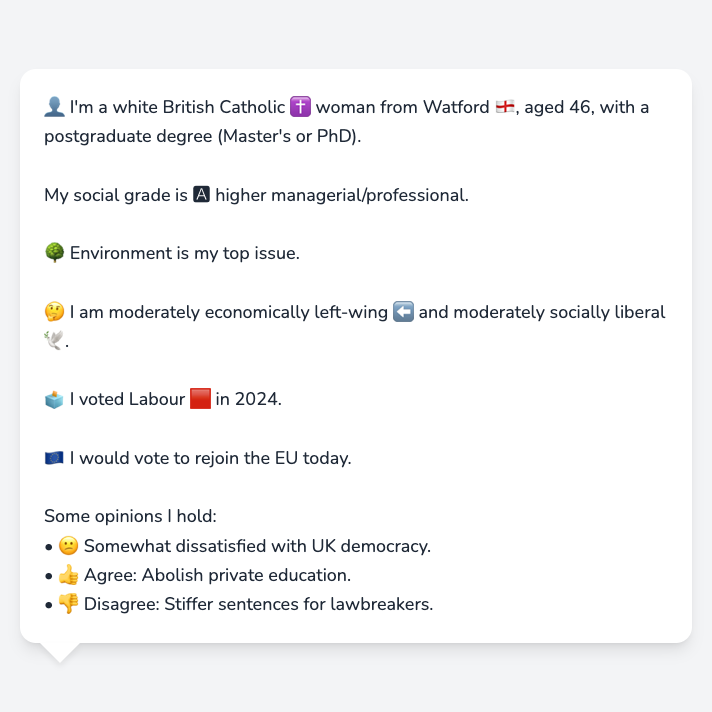 👤 I'm a white British Catholic ✝️ woman from Watford 🏴󠁧󠁢󠁥󠁮󠁧󠁿, aged 46, with a
postgraduate degree (Master's or PhD).
My social grade is 🅰 higher managerial/professional.
🌳 Environment is my top issue.
🤔 I am moderately economically left-wing ⬅️ and moderately socially liberal
🕊️.
🗳️ I voted Labour 🟥 in 2024.
🇪🇺 I would vote to rejoin the EU today.
Some opinions I hold:
• 😕 Somewhat dissatisfied with UK democracy.
• 👍 Agree: Abolish private education.
• 👎 Disagree: Stiffer sentences for lawbreakers.